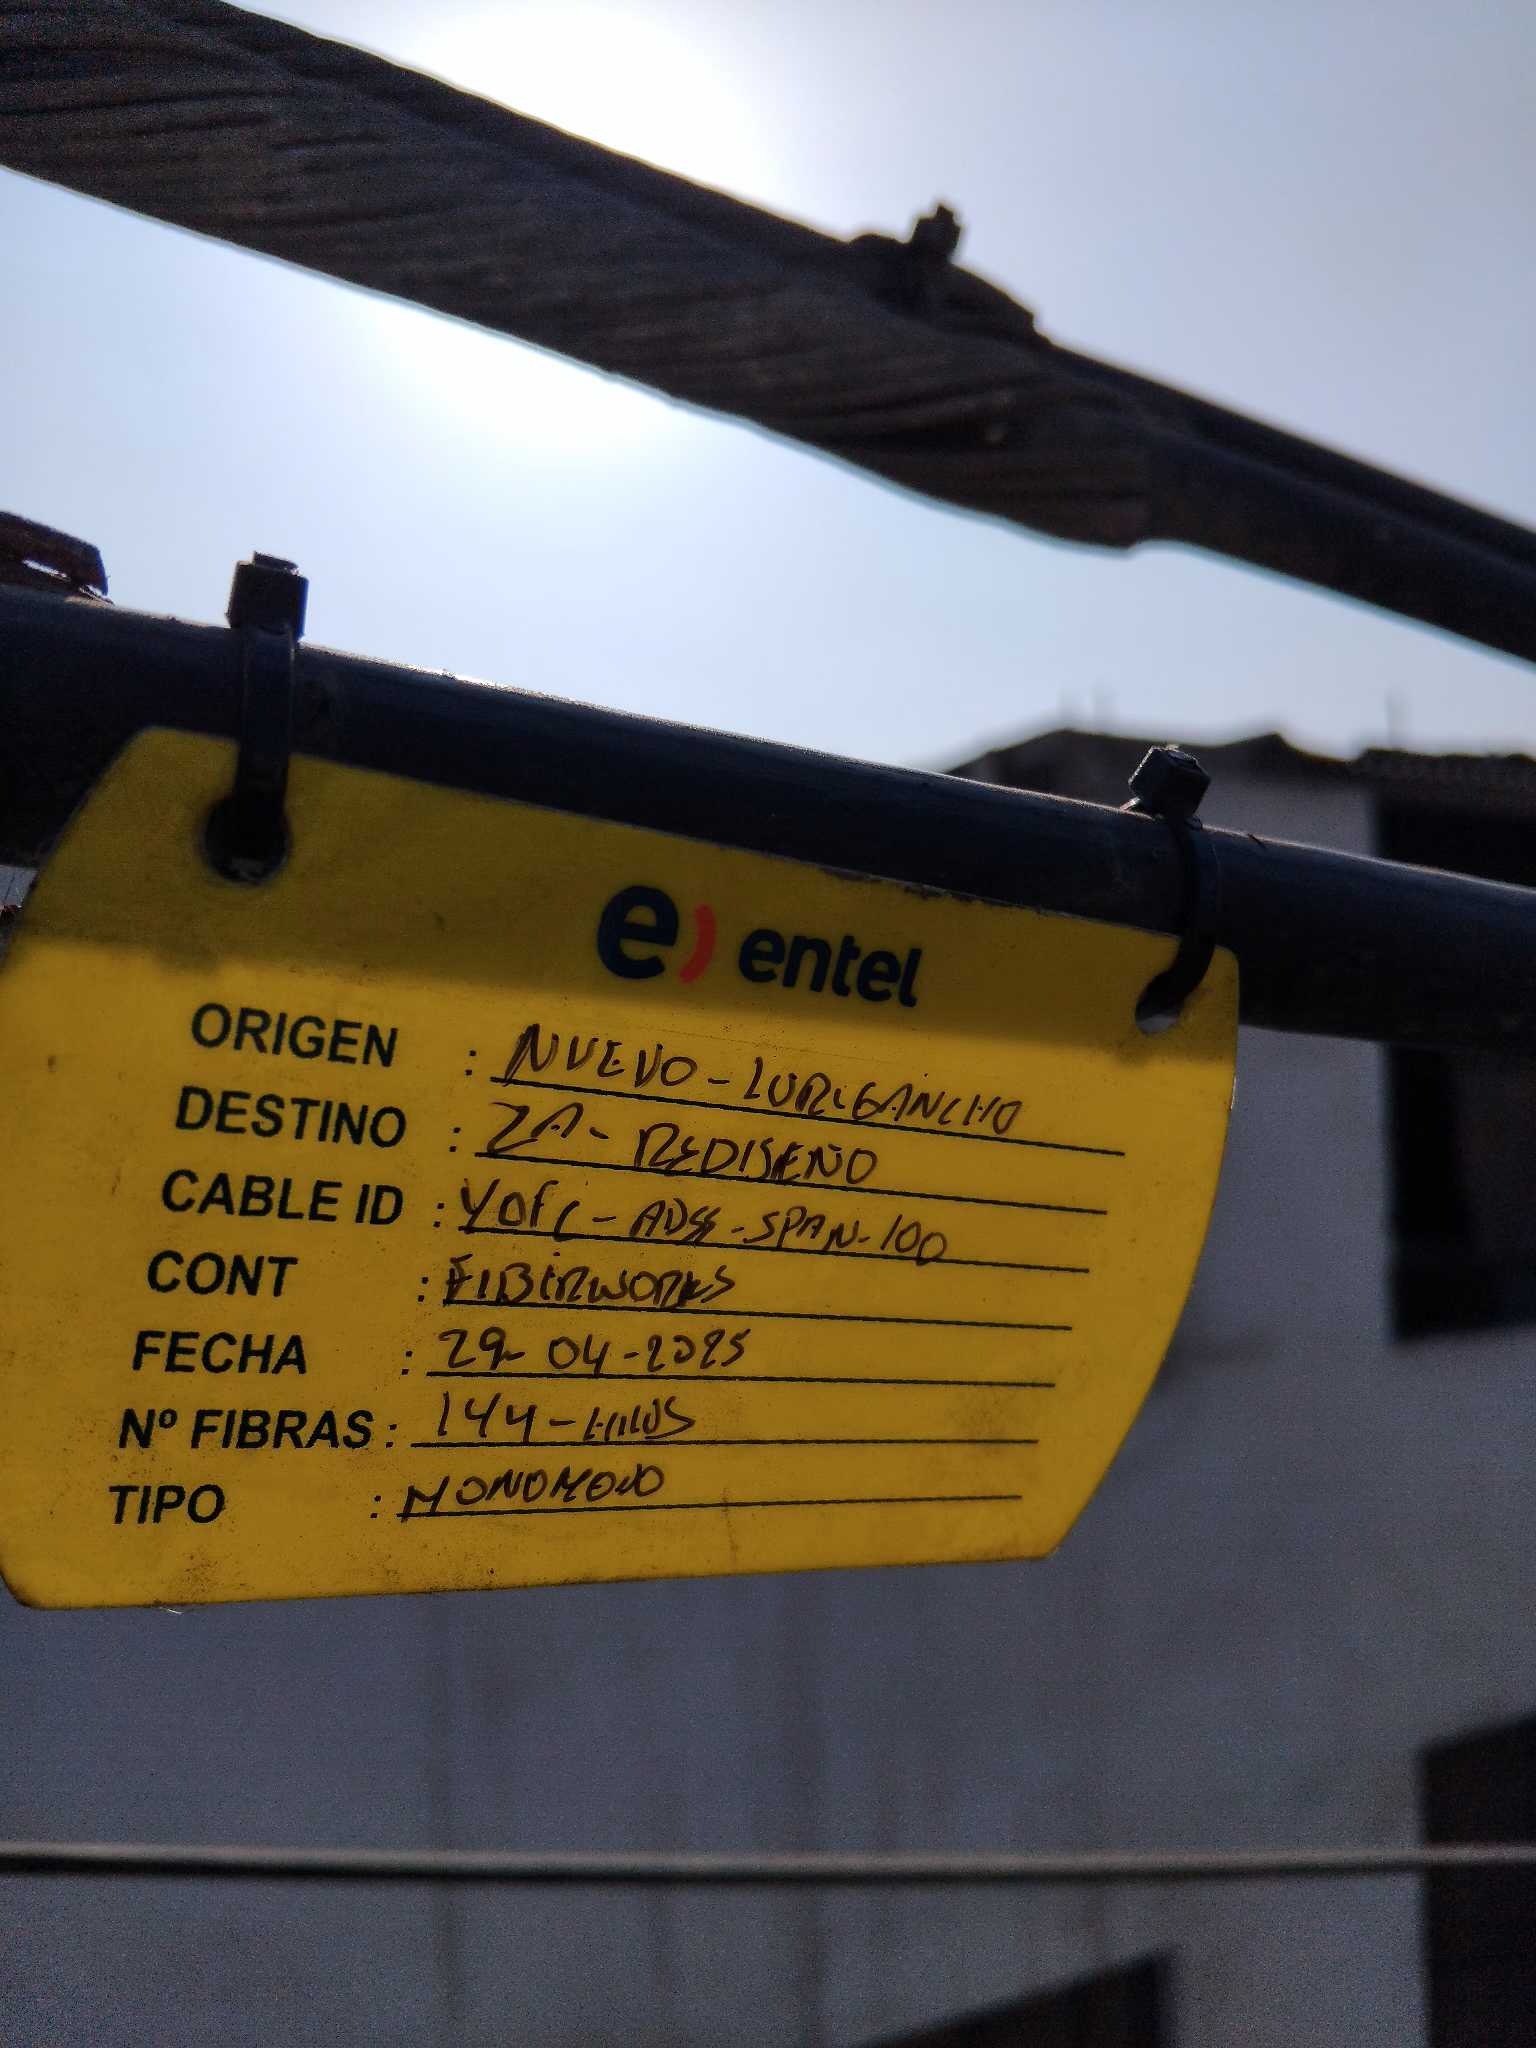 e) entel
ORIGEN : NUEVO-LURIGANCHO
DESTINO : ZA-REDISEÑO
CABLE ID : YOFC-ADSS-SPAN-100
CONT : FIBERWORKS
FECHA : 29-04-2025
Nº FIBRAS : 144-HILOS
TIPO : MONOMODO